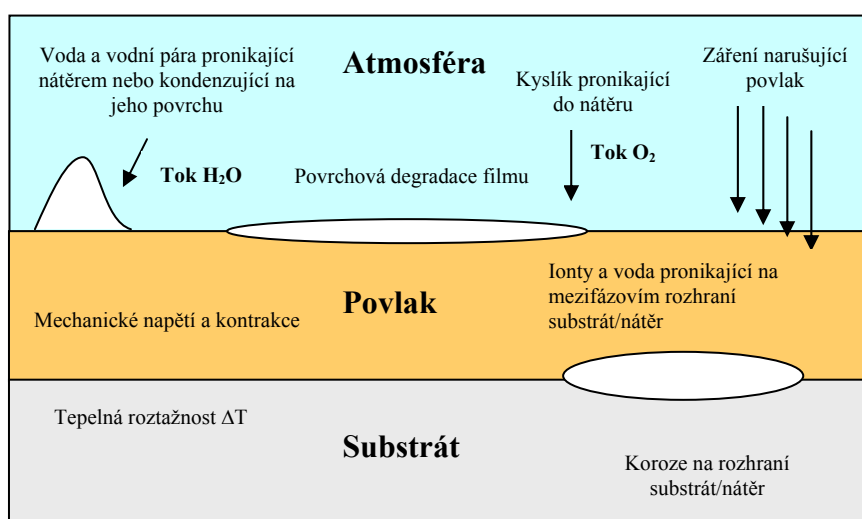 Voda a vodní pára pronikající
nátěrem nebo kondenzující na
jeho povrchu
Atmosféra
Kyslík pronikající
do nátěru
Záření narušující
povlak
Tok H₂O
Povrchová degradace filmu
Tok O₂
Ionty a voda pronikající na
mezifázovím rozhraní
substrát/nátěr
Povlak
Mechanické napětí a kontrakce
Tepelná roztažnost ΔT
Substrát
Koroze na rozhraní
substrát/nátěr